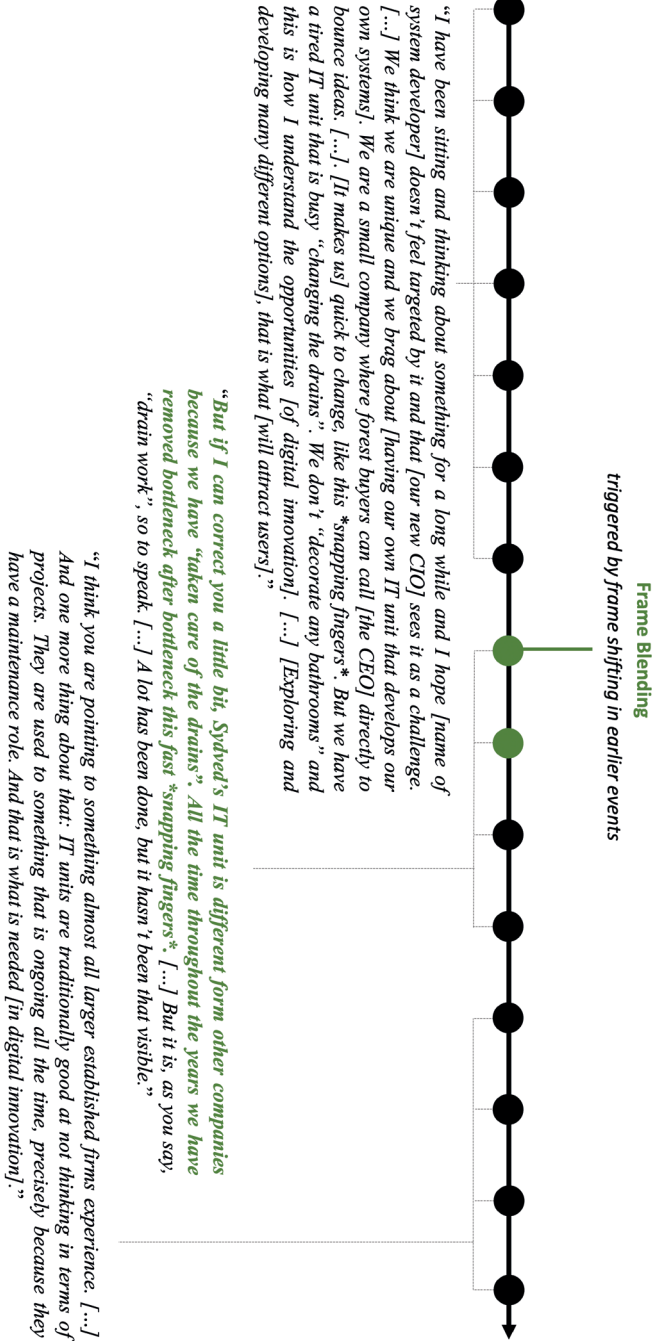 Frame Blending
triggered by frame shifting in earlier events
“I have been sitting and thinking about something for a long while and I hope [name of
system developer] doesn’t feel targeted by it and that [our new CIO] sees it as a challenge.
[...] We think we are unique and we brag about [having our own IT unit that develops our
own systems]. We are a small company where forest buyers can call [the CEO] directly to
bounce ideas. [...]. [It makes us] quick to change, like this *snapping fingers*. But we have
a tired IT unit that is busy “changing the drains”. We don’t “decorate any bathrooms” and
this is how I understand the opportunities [of digital innovation]. [...] [Exploring and
developing many different options], that is what [will attract users].”
“But if I can correct you a little bit, Sydved’s IT unit is different form other companies
because we have “taken care of the drains”. All the time throughout the years we have
removed bottleneck after bottleneck this fast *snapping fingers*. [...] But it is, as you say,
“drain work”, so to speak. [...] A lot has been done, but it hasn’t been that visible.”
“I think you are pointing to something almost all larger established firms experience. [...]
And one more thing about that: IT units are traditionally good at not thinking in terms of
projects. They are used to something that is ongoing all the time, precisely because they
have a maintenance role. And that is what is needed [in digital innovation].”